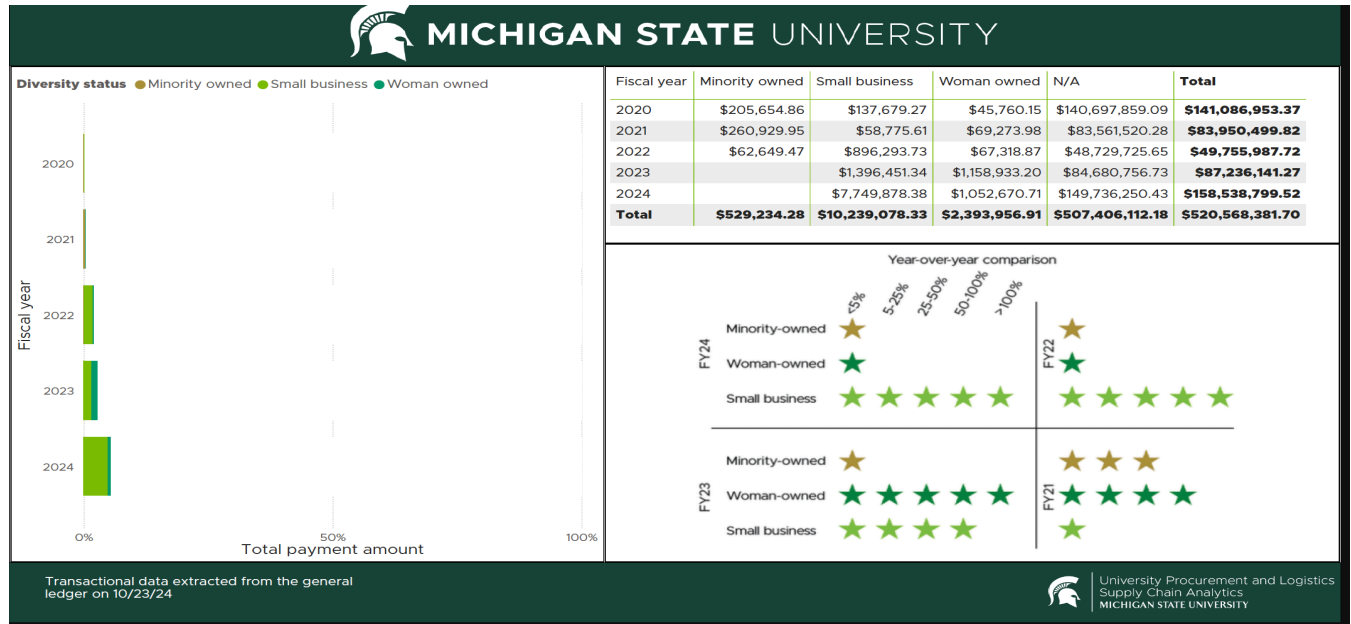 MICHIGAN STATE UNIVERSITY
Diversity status Minority owned Small business Woman owned
Fiscal year
2020
2021
2022
2023
2024
0% 50% 100%
Total payment amount
Fiscal year Minority owned Small business Woman owned N/A Total
2020 $205,654.86 $137,679.27 $45,760.15 $140,697,859.09 $141,086,953.37
2021 $260,929.95 $58,775.61 $69,273.98 $83,561,520.28 $83,950,499.82
2022 $62,649.47 $896,293.73 $67,318.87 $48,729,725.65 $49,755,987.72
2023 $1,396,451.34 $1,158,933.20 $84,680,756.73 $87,236,141.27
2024 $7,749,878.38 $1,052,670.71 $149,736,250.43 $158,538,799.52
Total $529,234.28 $10,239,078.33 $2,393,956.91 $507,406,112.18 $520,568,381.70
Year-over-year comparison
<5% 5-25% 25-50% 50-100% >100%
FY24
Minority-owned
Woman-owned
Small business
FY22
FY23
Minority-owned
Woman-owned
Small business
FY21
Transactional data extracted from the general
ledger on 10/23/24
University Procurement and Logistics
Supply Chain Analytics
MICHIGAN STATE UNIVERSITY